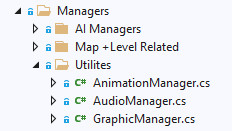 Managers
AI Managers
Map +Level Related
Utilites
C# AnimationManager.cs
C# AudioManager.cs
C# GraphicManager.cs